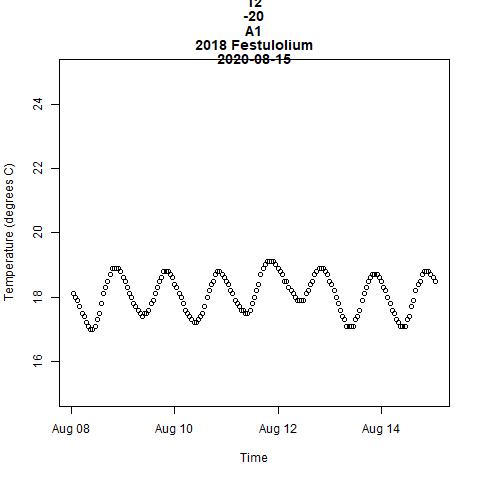 T2
-20
A1
2018 Festulolium
2020-08-15
Temperature (degrees C)
24
22
20
18
16
Aug 08
Aug 10
Aug 12
Aug 14
Time